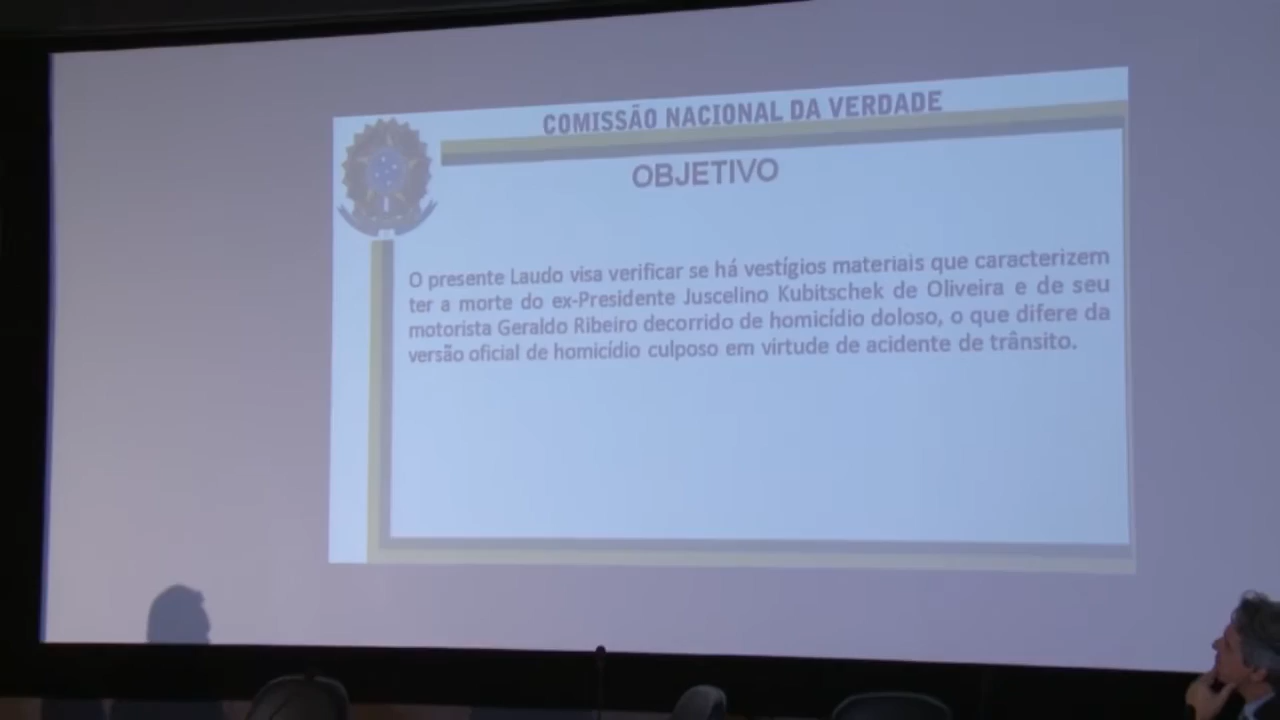 COMISSÃO NACIONAL DA VERDADE
OBJETIVO
O presente Laudo visa verificar se há vestígios materiais que caracterizem
ter a morte do ex-Presidente Juscelino Kubitschek de Oliveira e de seu
motorista Geraldo Ribeiro decorrido de homicídio doloso, o que difere da
versão oficial de homicídio culposo em virtude de acidente de trânsito.